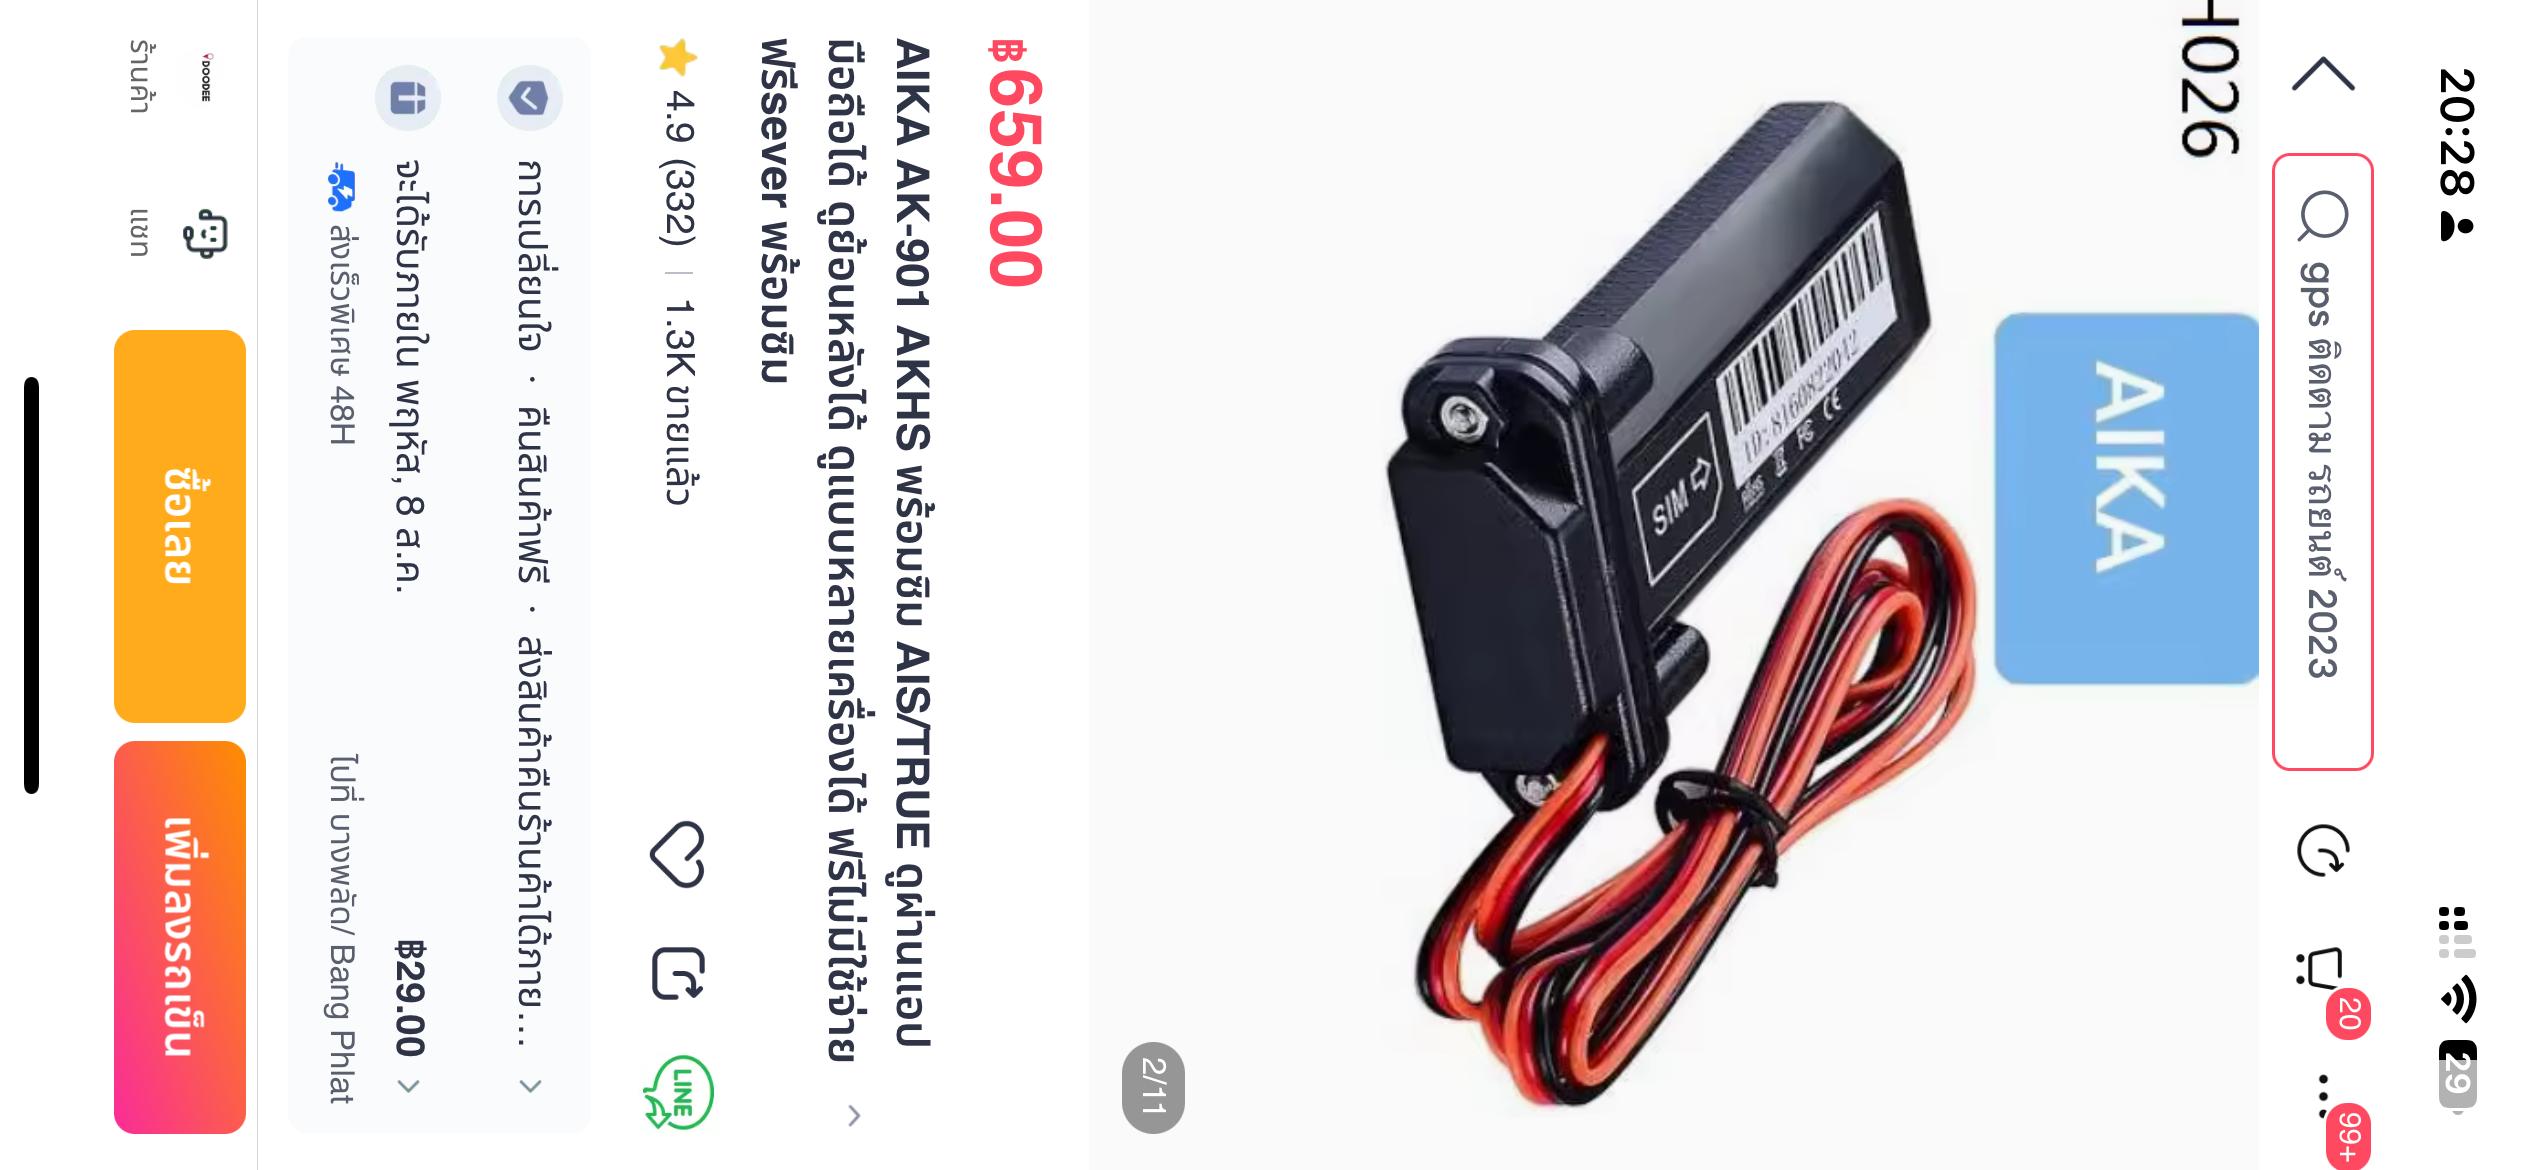 20:28
29
gps ติดตาม รถยนต์ 2023
20
99+
H026
AIKA
ID: 8160822042
FC CE
RoHS
SIM
2/11
฿659.00
AIKA AK-901 AKHS พร้อมซิม AIS/TRUE ดูผ่านแอป
มือถือได้ ดูย้อนหลังได้ ดูแบบหลายเครื่องได้ ฟรีไม่มีใช้จ่าย
ฟรีsever พร้อมซิม
4.9 (332) | 1.3K ขายแล้ว
LINE
การเปลี่ยนใจ · คืนสินค้าฟรี · ส่งสินค้าคืนร้านค้าได้ภาย...
จะได้รับภายใน พฤหัส, 8 ส.ค. ฿29.00
ส่งเร็วพิเศษ 48H ไปที่ บางพลัด/ Bang Phlat
DOODEE
ร้านค้า
แชท
ซื้อเลย
เพิ่มลงรถเข็น